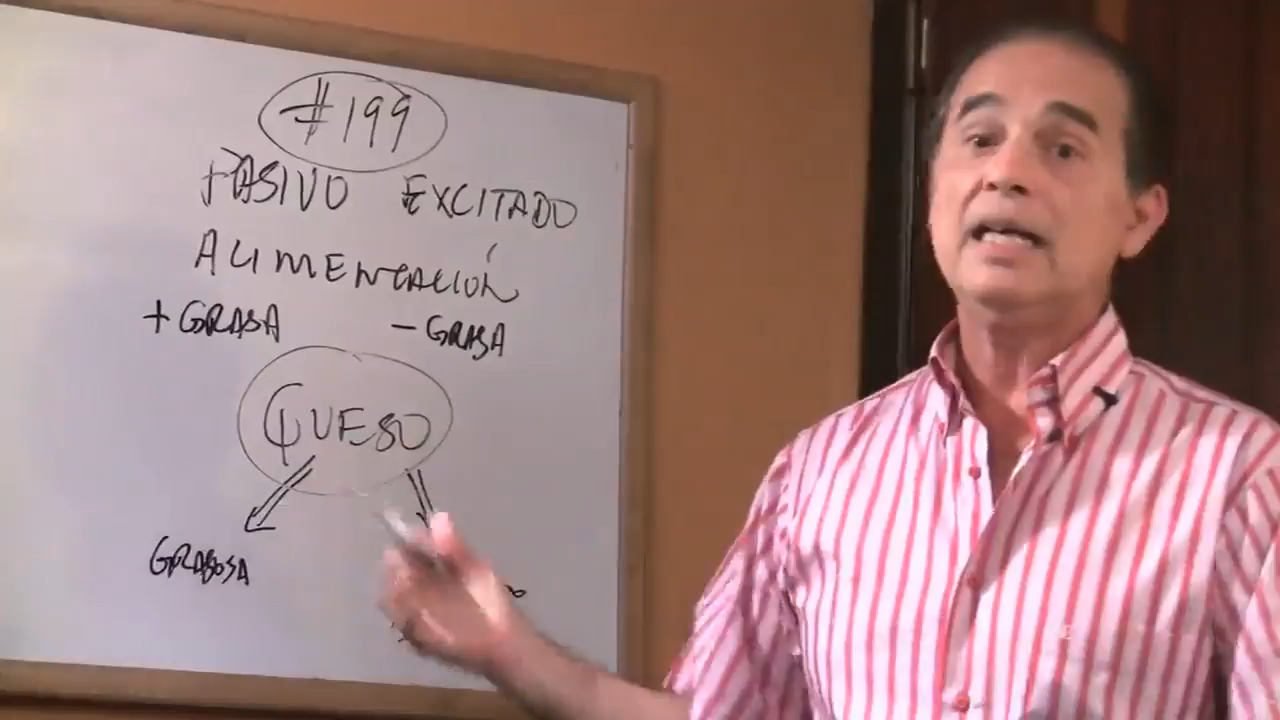 #199
PASIVO EXCITADO
ALIMENTACIÓN
+GRASA -GRASA
QUESO
GRASOSA